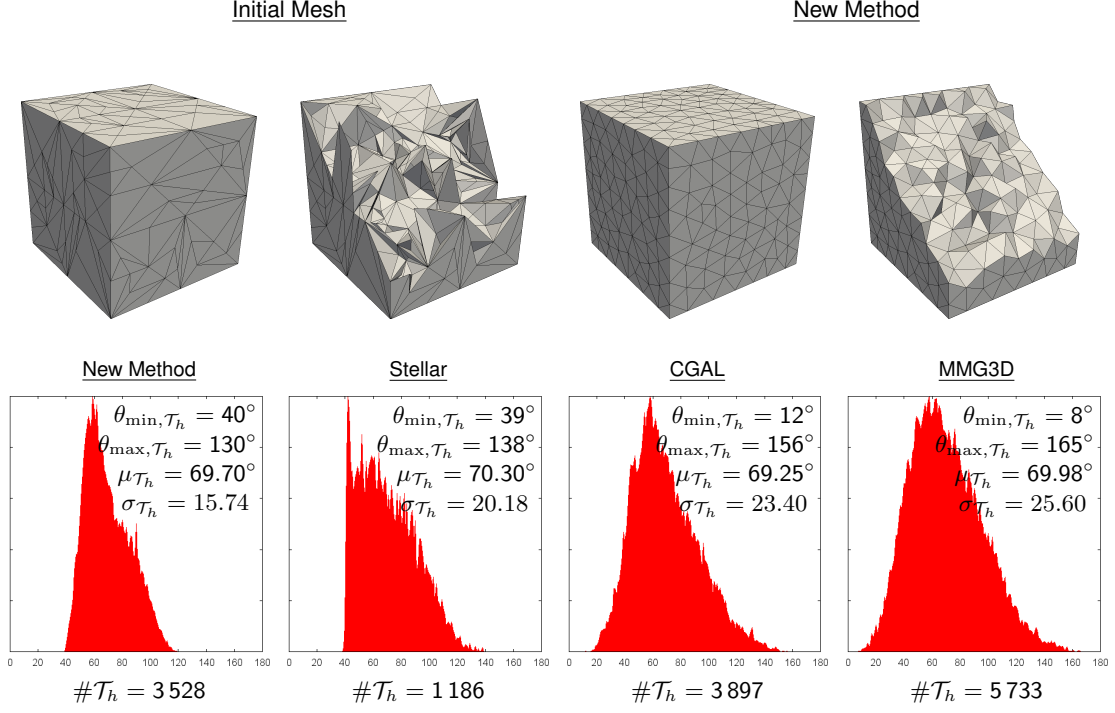 Initial Mesh New Method
New Method Stellar CGAL MMG3D
θmin,𝒯h = 40° θmin,𝒯h = 39° θmin,𝒯h = 12° θmin,𝒯h = 8°
θmax,𝒯h = 130° θmax,𝒯h = 138° θmax,𝒯h = 156° θmax,𝒯h = 165°
μ𝒯h = 69.70° μ𝒯h = 70.30° μ𝒯h = 69.25° μ𝒯h = 69.98°
σ𝒯h = 15.74 σ𝒯h = 20.18 σ𝒯h = 23.40 σ𝒯h = 25.60
0 20 40 60 80 100 120 140 160 180 0 20 40 60 80 100 120 140 160 180 0 20 40 60 80 100 120 140 160 180 0 20 40 60 80 100 120 140 160 180
#𝒯h = 3 528 #𝒯h = 1 186 #𝒯h = 3 897 #𝒯h = 5 733